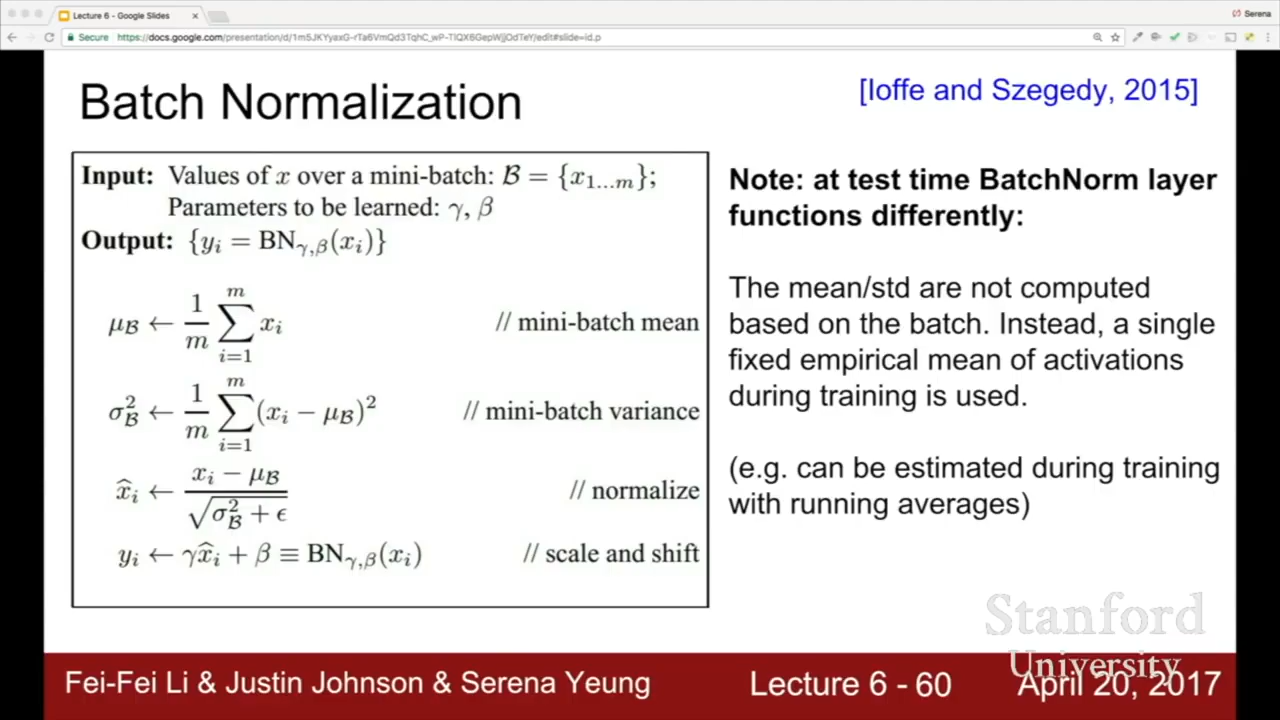 Lecture 6 - Google Slides
Serena
Secure https://docs.google.com/presentation/d/1m5JKYyaxG-rTa6VmQd3TqhC_wP-TlQX6GepWjjOdTeY/edit#slide=id.p
Batch Normalization
[Ioffe and Szegedy, 2015]
Input: Values of x over a mini-batch: B = {x₁...ₘ};
Parameters to be learned: γ, β
Output: {yᵢ = BN_γ,β(xᵢ)}
μ_B ← 1/m ∑_{i=1}^{m} xᵢ // mini-batch mean
σ²_B ← 1/m ∑_{i=1}^{m} (xᵢ − μ_B)² // mini-batch variance
x̂ᵢ ← (xᵢ − μ_B) / √(σ²_B + ϵ) // normalize
yᵢ ← γx̂ᵢ + β ≡ BN_γ,β(xᵢ) // scale and shift
Note: at test time BatchNorm layer
functions differently:
The mean/std are not computed
based on the batch. Instead, a single
fixed empirical mean of activations
during training is used.
(e.g. can be estimated during training
with running averages)
Stanford
University
Fei-Fei Li & Justin Johnson & Serena Yeung
Lecture 6 - 60
April 20, 2017